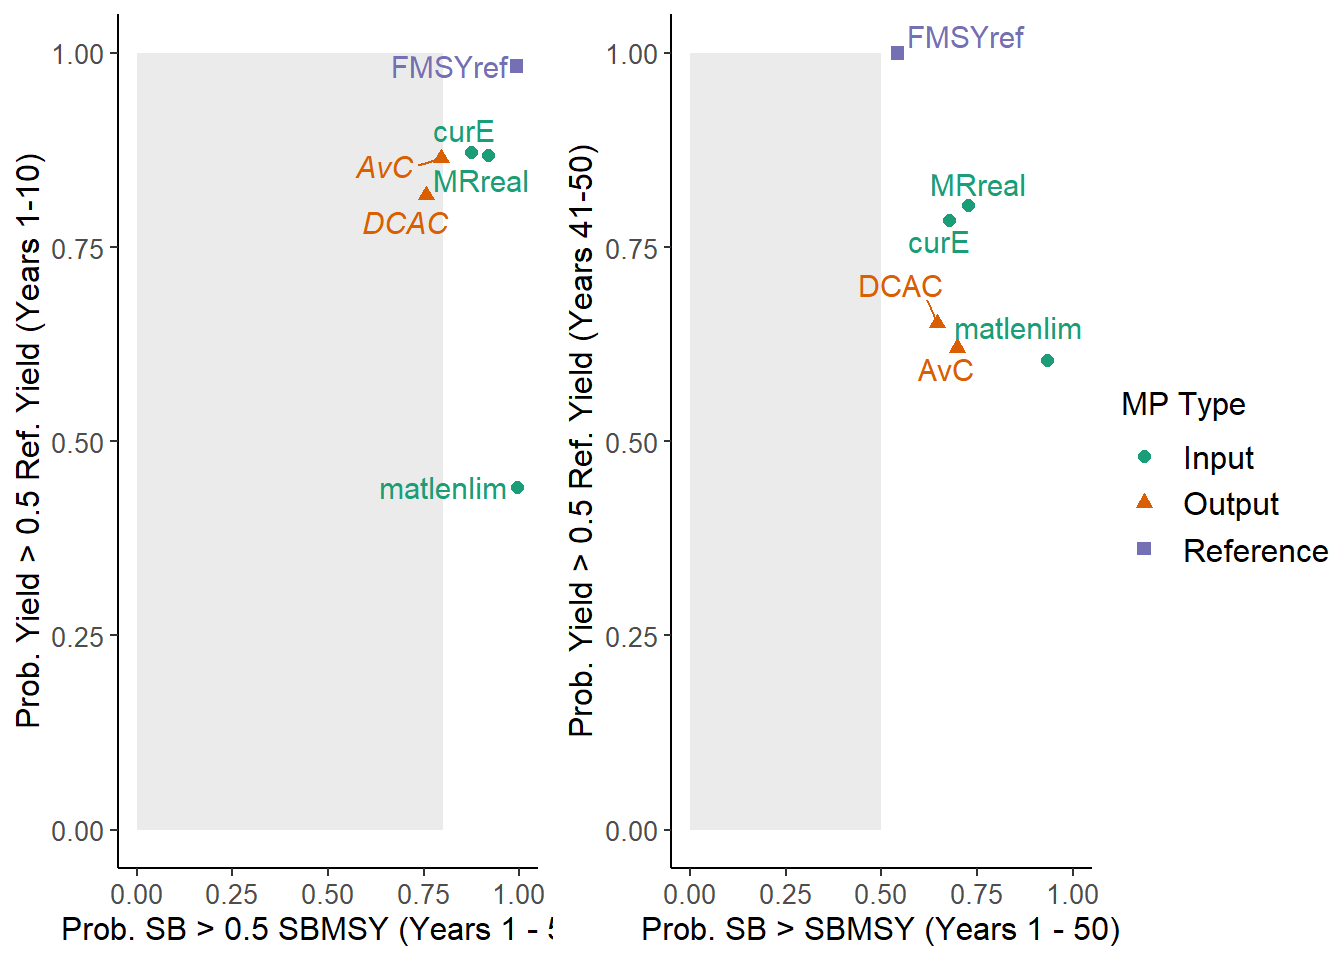 Prob. Yield > 0.5 Ref. Yield (Years 1-10)
1.00
0.75
0.50
0.25
0.00
FMSYref
curE
AvC
MRreal
DCAC
matlenlim
0.00 0.25 0.50 0.75 1.00
Prob. SB > 0.5 SBMSY (Years 1 - 5
Prob. Yield > 0.5 Ref. Yield (Years 41-50)
1.00
0.75
0.50
0.25
0.00
FMSYref
MRreal
curE
DCAC
matlenlim
AvC
0.00 0.25 0.50 0.75 1.00
Prob. SB > SBMSY (Years 1 - 50)
MP Type
Input
Output
Reference